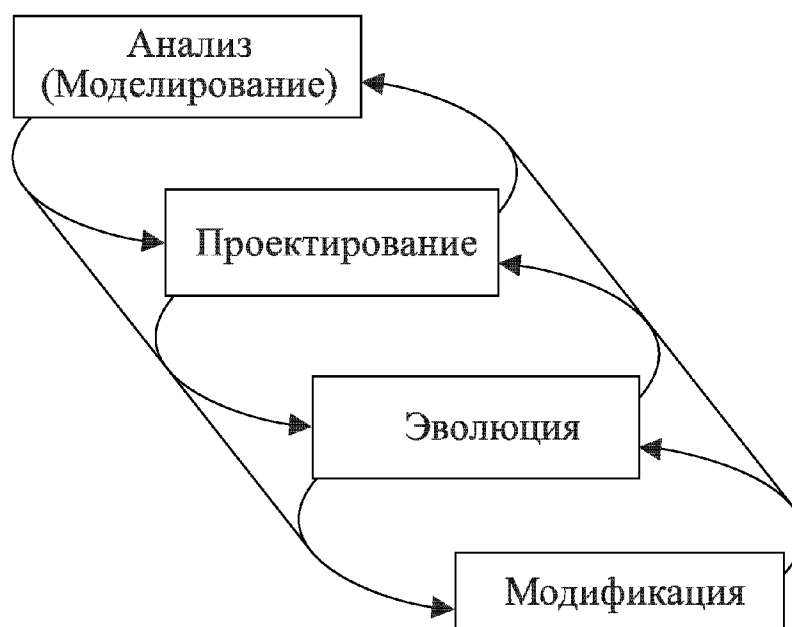 Анализ
(Моделирование)
Проектирование
Эволюция
Модификация